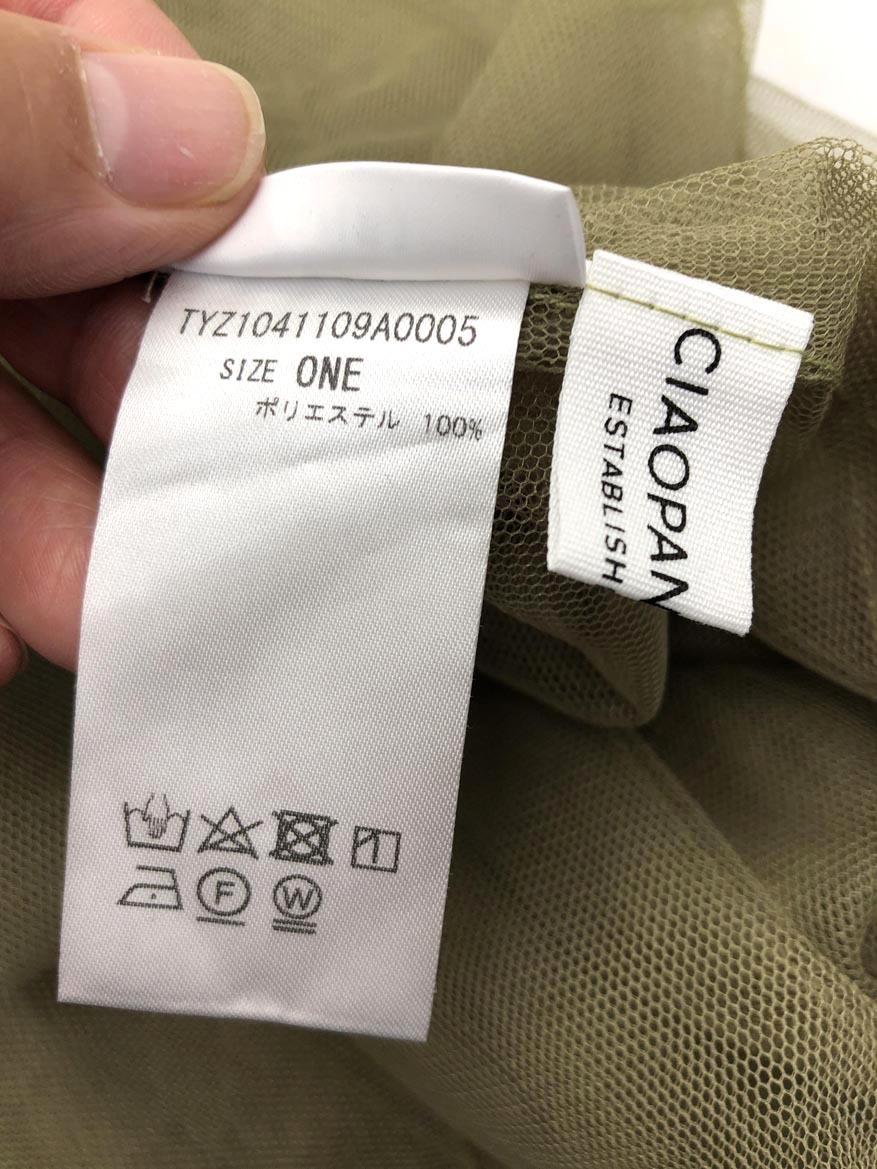 TYZ1041109A0005
SIZE ONE
ポリエステル 100%
F W
CIAOPAN
ESTABLISH